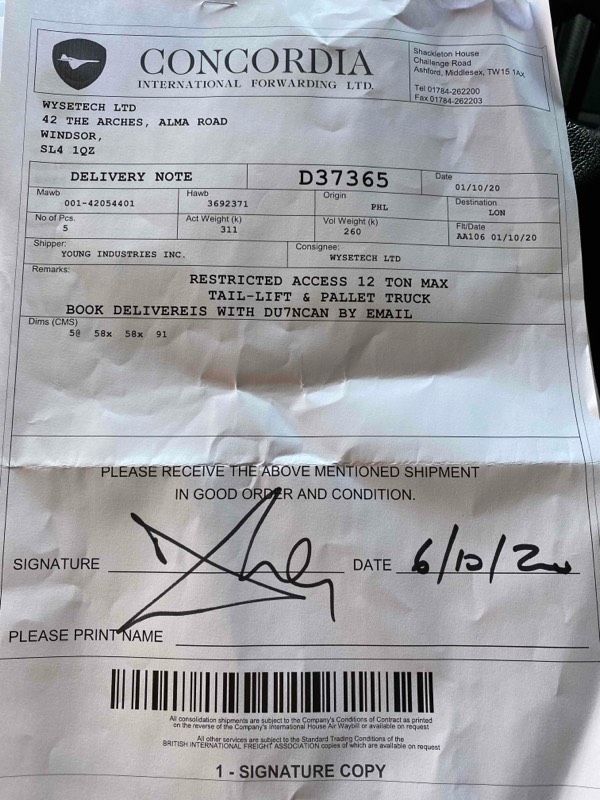 CONCORDIA
INTERNATIONAL FORWARDING LTD.
Shackleton House
Challenge Road
Ashford, Middlesex, TW15 1AX
Tel 01784-262200
Fax 01784-262203
WYSETECH LTD
42 THE ARCHES, ALMA ROAD
WINDSOR,
SL4 1QZ
DELIVERY NOTE
D37365
Date
01/10/20
Mawb
001-42054401
Hawb
3692371
Origin
PHL
Destination
LON
No of Pcs.
5
Act Weight (k)
311
Vol Weight (k)
260
Flt/Date
AA106 01/10/20
Shipper:
YOUNG INDUSTRIES INC.
Consignee:
WYSETECH LTD
Remarks:
RESTRICTED ACCESS 12 TON MAX
TAIL-LIFT & PALLET TRUCK
BOOK DELIVEREIS WITH DU7NCAN BY EMAIL
Dims (CMS)
5@ 58x 58x 91
PLEASE RECEIVE THE ABOVE MENTIONED SHIPMENT
IN GOOD ORDER AND CONDITION.
SIGNATURE
DATE 6/10/
PLEASE PRINT NAME
All consolidation shipments are subject to the Company's Conditions of Contract as printed
on the reverse of the Company's International House Air Waybill or available on request
All other services are subject to the Standard Trading Conditions of the
BRITISH INTERNATIONAL FREIGHT ASSOCIATION copies of which are available on request
1 - SIGNATURE COPY